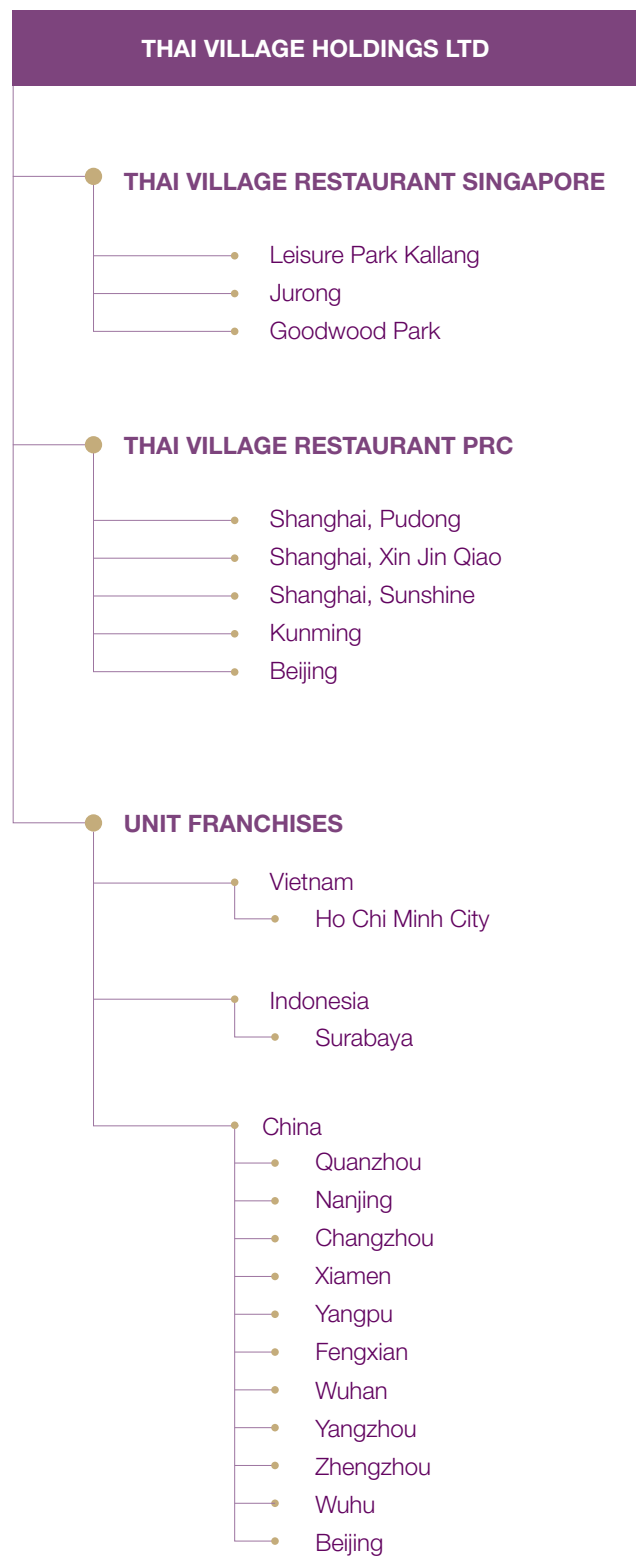 THAI VILLAGE HOLDINGS LTD
THAI VILLAGE RESTAURANT SINGAPORE
Leisure Park Kallang
Jurong
Goodwood Park
THAI VILLAGE RESTAURANT PRC
Shanghai, Pudong
Shanghai, Xin Jin Qiao
Shanghai, Sunshine
Kunming
Beijing
UNIT FRANCHISES
Vietnam
Ho Chi Minh City
Indonesia
Surabaya
China
Quanzhou
Nanjing
Changzhou
Xiamen
Yangpu
Fengxian
Wuhan
Yangzhou
Zhengzhou
Wuhu
Beijing